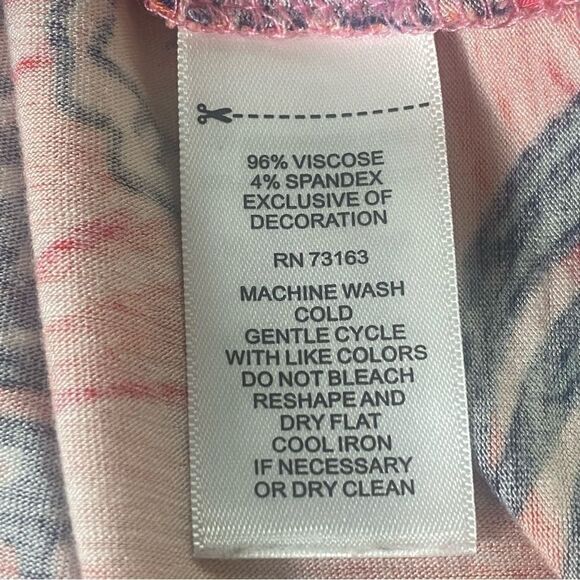 96% VISCOSE
4% SPANDEX
EXCLUSIVE OF
DECORATION
RN 73163
MACHINE WASH
COLD
GENTLE CYCLE
WITH LIKE COLORS
DO NOT BLEACH
RESHAPE AND
DRY FLAT
COOL IRON
IF NECESSARY
OR DRY CLEAN